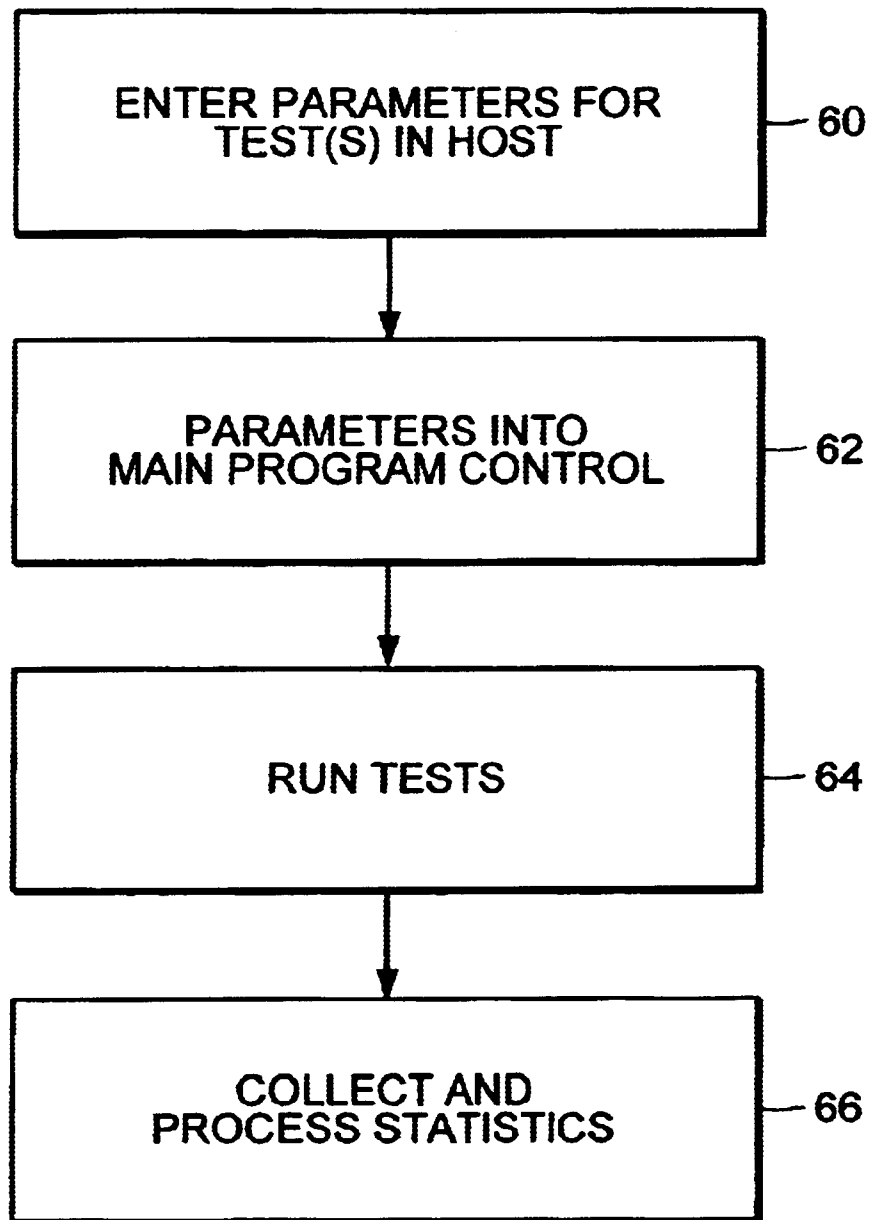 ENTER PARAMETERS FOR
TEST(S) IN HOST
60
PARAMETERS INTO
MAIN PROGRAM CONTROL
62
RUN TESTS
64
COLLECT AND
PROCESS STATISTICS
66